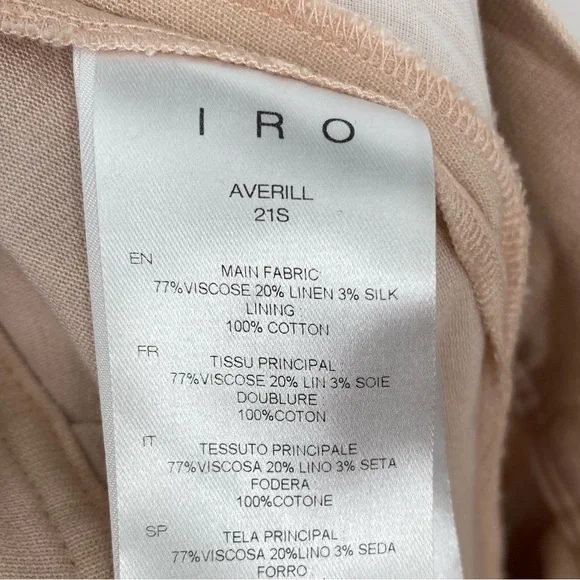 IRO
AVERILL
21S
EN
MAIN FABRIC
77%VISCOSE 20% LINEN 3% SILK
LINING
100% COTTON
FR
TISSU PRINCIPAL :
77%VISCOSE 20% LIN 3% SOIE
DOUBLURE :
100%COTON
IT
TESSUTO PRINCIPALE
77%VISCOSA 20% LINO 3% SETA
FODERA :
100%COTONE
SP
TELA PRINCIPAL :
77%VISCOSA 20%LINO 3% SEDA
FORRO :